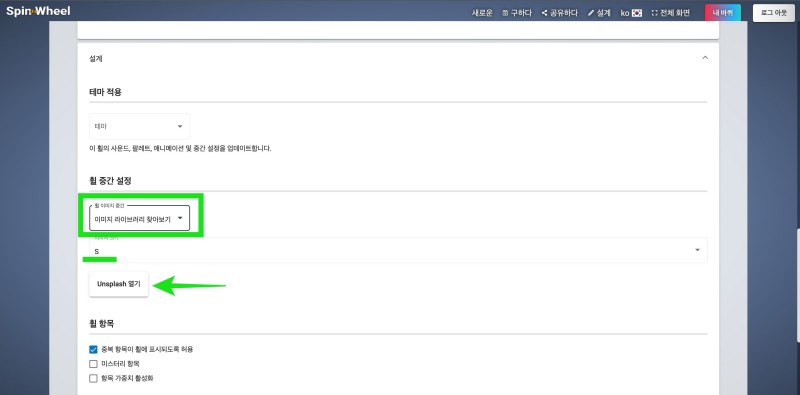 SpinWheel
새로운 구하다 공유하다 설계 ko 전체 화면 내 바퀴 로그 아웃
설계
테마 적용
테마
이 휠의 사운드, 팔레트, 애니메이션 및 중간 설정을 업데이트합니다.
휠 중간 설정
휠 이미지 중간
이미지 라이브러리 찾아보기
이미지 크기
S
Unsplash 열기
휠 항목
중복 항목이 휠에 표시되도록 허용
미스터리 항목
항목 가중치 활성화